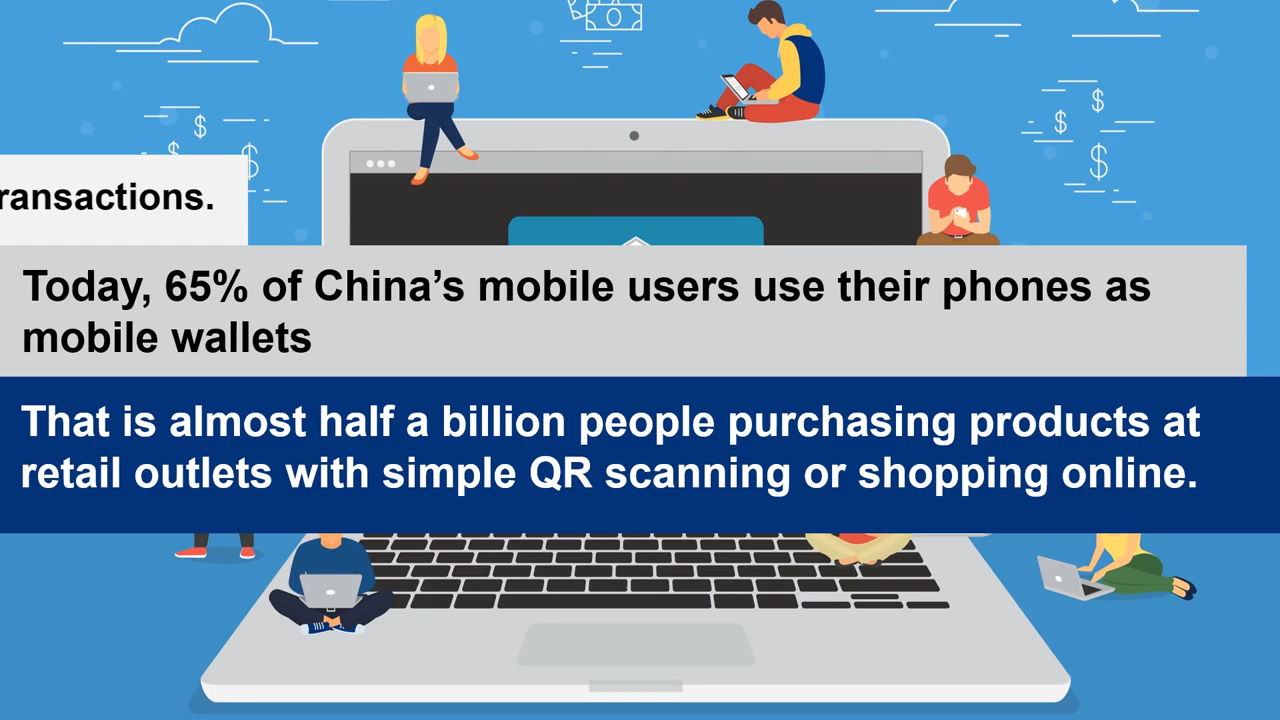 ransactions.
Today, 65% of China’s mobile users use their phones as
mobile wallets
That is almost half a billion people purchasing products at
retail outlets with simple QR scanning or shopping online.